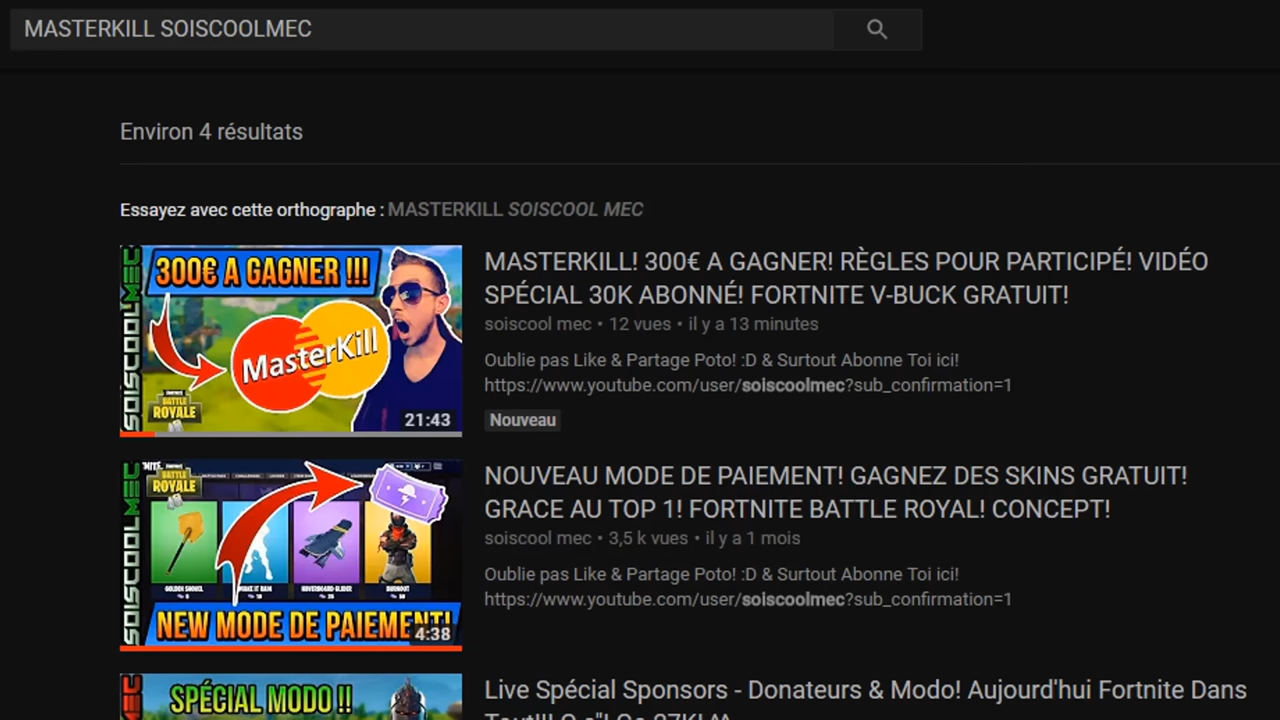 MASTERKILL SOISCOOLMEC
Environ 4 résultats
Essayez avec cette orthographe : MASTERKILL SOISCOOL MEC
SOISCOOLMEC
300€ A GAGNER !!!
MasterKill
BATTLE
ROYALE
21:43
MASTERKILL! 300€ A GAGNER! RÈGLES POUR PARTICIPÉ! VIDÉO
SPÉCIAL 30K ABONNÉ! FORTNITE V-BUCK GRATUIT!
soiscool mec • 12 vues • il y a 13 minutes
Oublie pas Like & Partage Poto! :D & Surtout Abonne Toi ici!
https://www.youtube.com/user/soiscoolmec?sub_confirmation=1
Nouveau
SOISCOOLMEC
BATTLE
ROYALE
GOLDEN SHOVEL
MAKE IT RAIN
HOVERBOARD GLIDER
BURNOUT
NEW MODE DE PAIEMENT!
4:38
NOUVEAU MODE DE PAIEMENT! GAGNEZ DES SKINS GRATUIT!
GRACE AU TOP 1! FORTNITE BATTLE ROYAL! CONCEPT!
soiscool mec • 3,5 k vues • il y a 1 mois
Oublie pas Like & Partage Poto! :D & Surtout Abonne Toi ici!
https://www.youtube.com/user/soiscoolmec?sub_confirmation=1
SPÉCIAL MODO !!
Live Spécial Sponsors - Donateurs & Modo! Aujourd'hui Fortnite Dans